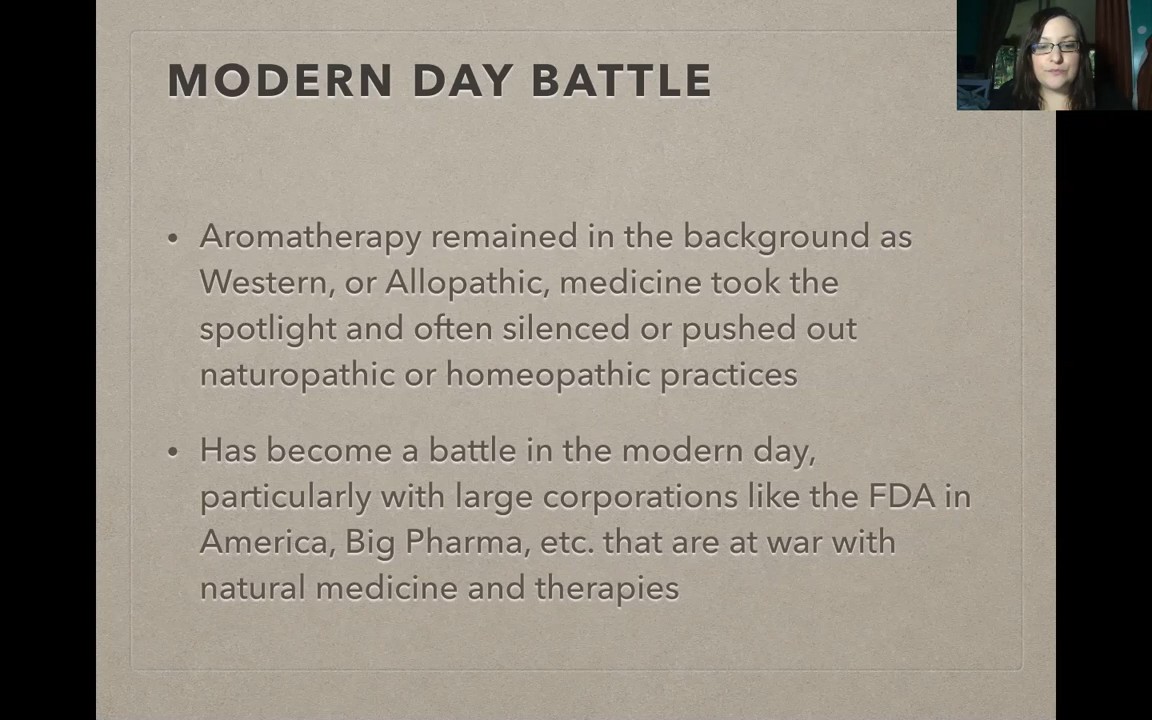 MODERN DAY BATTLE
• Aromatherapy remained in the background as
Western, or Allopathic, medicine took the
spotlight and often silenced or pushed out
naturopathic or homeopathic practices
• Has become a battle in the modern day,
particularly with large corporations like the FDA in
America, Big Pharma, etc. that are at war with
natural medicine and therapies